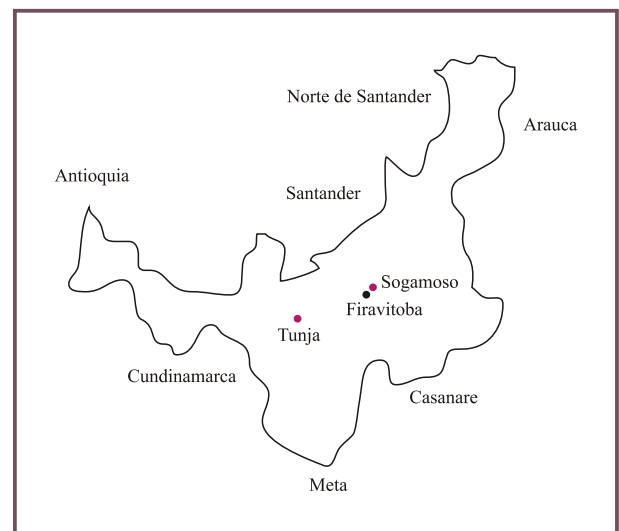 Norte de Santander
Arauca
Antioquia
Santander
Sogamoso
Firavitoba
Tunja
Cundinamarca
Casanare
Meta